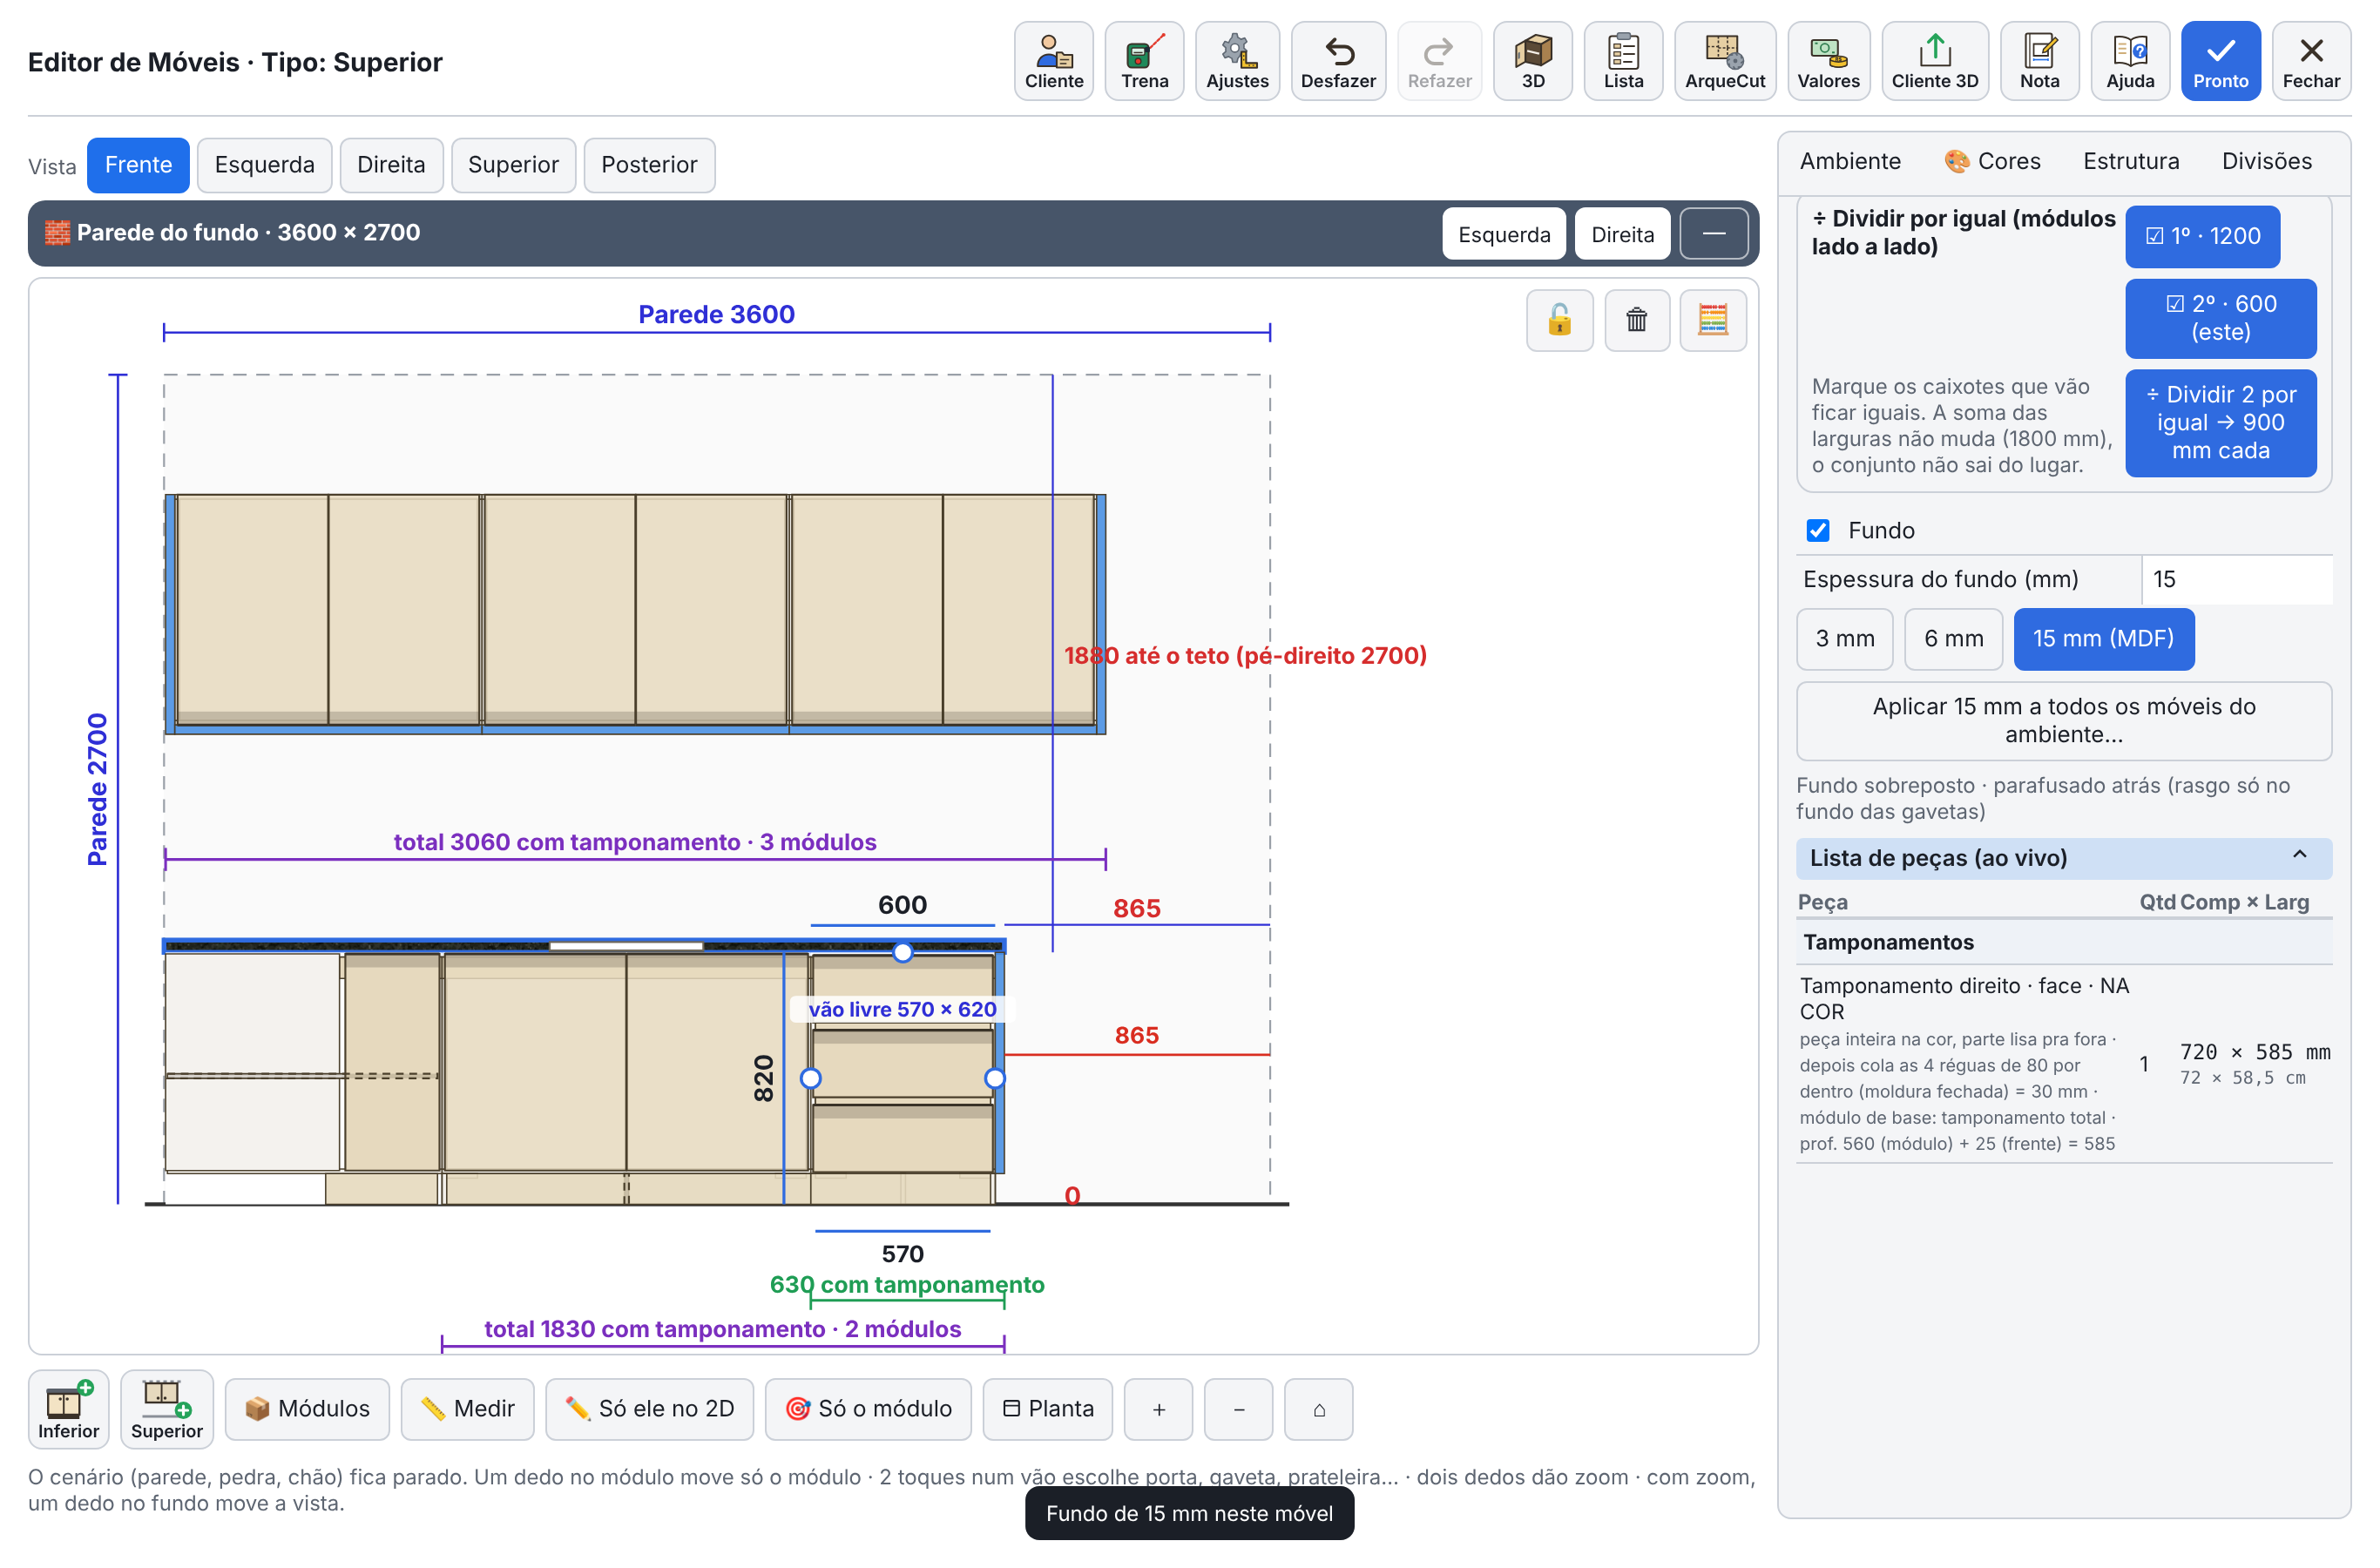 Editor de Móveis · Tipo: Superior
Cliente
Trena
Ajustes
Desfazer
Refazer
3D
Lista
ArqueCut
Valores
Cliente 3D
Nota
Ajuda
Pronto
Fechar
Vista
Frente
Esquerda
Direita
Superior
Posterior
Parede do fundo · 3600 × 2700
Esquerda
Direita
—
Parede 3600
Parede 2700
1880 até o teto (pé-direito 2700)
total 3060 com tamponamento · 3 módulos
600
865
vão livre 570 × 620
865
820
0
570
630 com tamponamento
total 1830 com tamponamento · 2 módulos
Inferior
Superior
Módulos
Medir
Só ele no 2D
Só o módulo
Planta
+
−
⌂
O cenário (parede, pedra, chão) fica parado. Um dedo no módulo move só o módulo · 2 toques num vão escolhe porta, gaveta, prateleira... · dois dedos dão zoom · com zoom,
um dedo no fundo move a vista.
Fundo de 15 mm neste móvel
Ambiente
🎨 Cores
Estrutura
Divisões
÷ Dividir por igual (módulos
lado a lado)
☑ 1º · 1200
☑ 2º · 600
(este)
Marque os caixotes que vão
ficar iguais. A soma das
larguras não muda (1800 mm),
o conjunto não sai do lugar.
÷ Dividir 2 por
igual → 900
mm cada
Fundo
Espessura do fundo (mm)
15
3 mm
6 mm
15 mm (MDF)
Aplicar 15 mm a todos os móveis do
ambiente...
Fundo sobreposto · parafusado atrás (rasgo só no
fundo das gavetas)
Lista de peças (ao vivo)
Peça
Qtd
Comp × Larg
Tamponamentos
Tamponamento direito · face · NA
COR
peça inteira na cor, parte lisa pra fora ·
depois cola as 4 réguas de 80 por
dentro (moldura fechada) = 30 mm ·
módulo de base: tamponamento total ·
prof. 560 (módulo) + 25 (frente) = 585
1
720 × 585 mm
72 × 58,5 cm